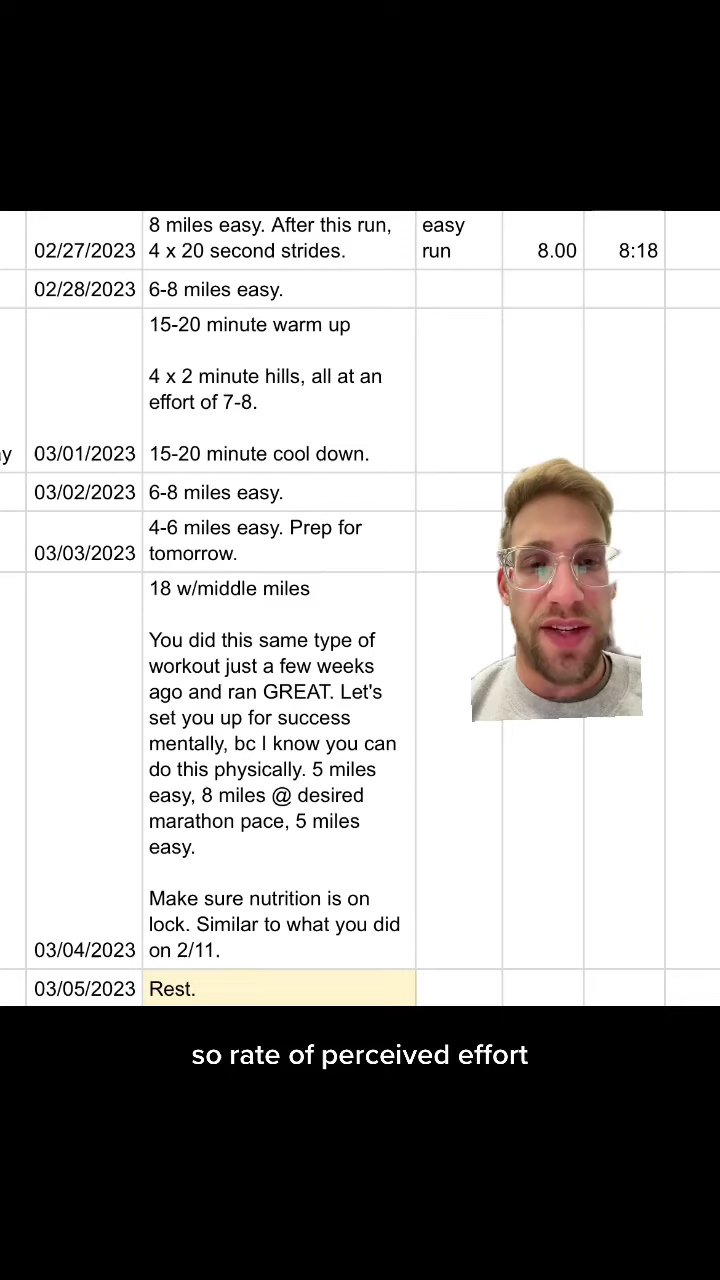 8 miles easy. After this run,
4 x 20 second strides.
02/27/2023
easy
run
8.00
8:18
02/28/2023
6-8 miles easy.
15-20 minute warm up
4 x 2 minute hills, all at an
effort of 7-8.
15-20 minute cool down.
03/01/2023
03/02/2023
6-8 miles easy.
4-6 miles easy. Prep for
tomorrow.
03/03/2023
18 w/middle miles
You did this same type of
workout just a few weeks
ago and ran GREAT. Let's
set you up for success
mentally, bc I know you can
do this physically. 5 miles
easy, 8 miles @ desired
marathon pace, 5 miles
easy.
Make sure nutrition is on
lock. Similar to what you did
on 2/11.
03/04/2023
03/05/2023
Rest.
so rate of perceived effort